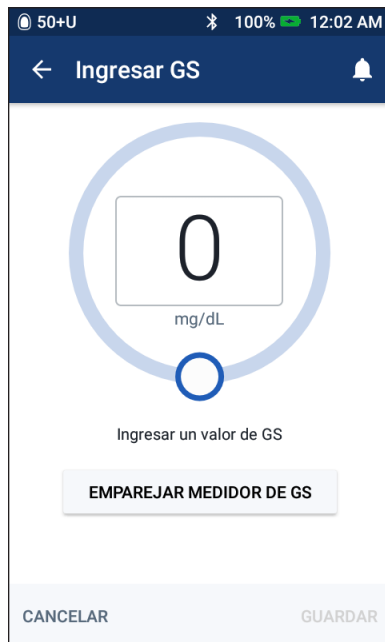 50+U 100% 12:02 AM
Ingresar GS
0
mg/dL
Ingresar un valor de GS
EMPAREJAR MEDIDOR DE GS
CANCELAR GUARDAR